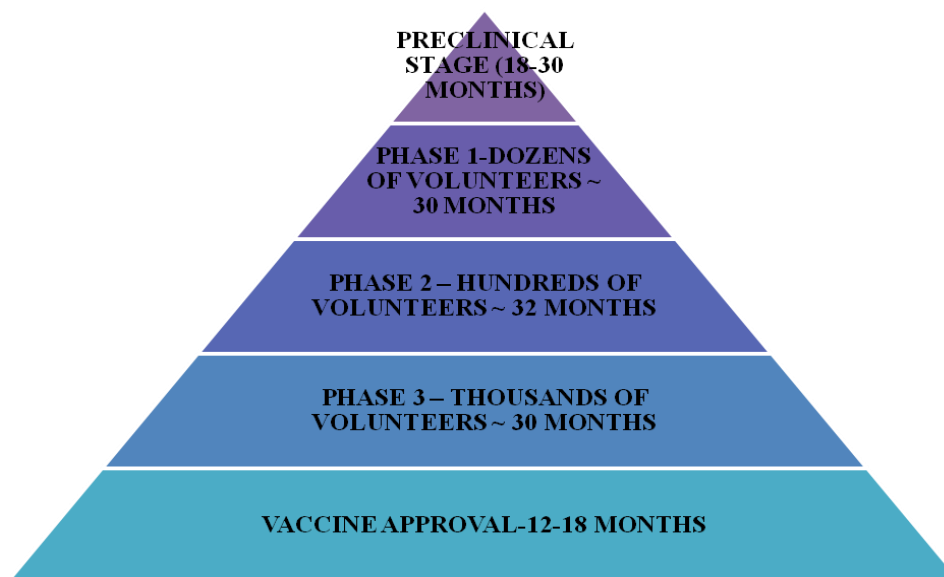 PRECLINICAL
STAGE (18-30
MONTHS)
PHASE 1-DOZENS
OF VOLUNTEERS ~
30 MONTHS
PHASE 2 – HUNDREDS OF
VOLUNTEERS ~ 32 MONTHS
PHASE 3 – THOUSANDS OF
VOLUNTEERS ~ 30 MONTHS
VACCINE APPROVAL-12-18 MONTHS